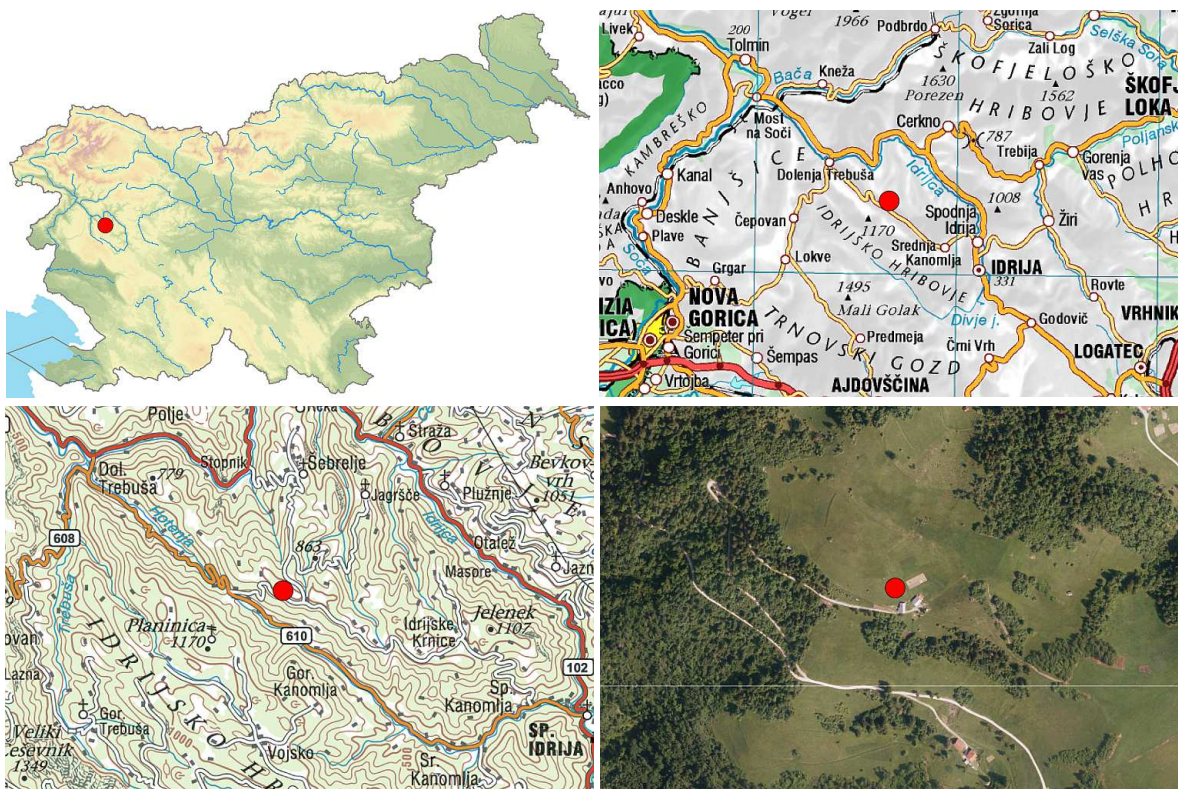 Livek
1966
Vogel
Podbrdo
Zgornja
Sorica
Zali Log
Selška Sora
200
Tolmin
Bača
Kneža
ŠKOFJELOŠKO
1630
Porezen
1562
HRIBOVJE
ŠKOFJ
LOKA
Most
na Soči
Cerkno
787
Trebija
Poljansk
Gorenja
vas
POLHO
KAMBREŠKO
Kanal
Dolenja Trebuša
Idrijca
Anhovo
Deskle
Plave
BANJŠICE
Čepovan
1170
1008
Spodnja
Idrija
Žiri
IDRIJSKO HRIBOVJE
Srednja
Kanomlja
Soča
Grgar
Lokve
IDRIJA
331
Rovte
NOVA
GORICA
1495
Mali Golak
Divje j.
VRHNIK
Godovič
TRNOVSKI GOZD
Šempeter pri
Gorici
Šempas
Predmeja
Črni Vrh
LOGATEC
Vrtojba
AJDOVŠČINA
Polje
Straža
Stopnik
Šebrelje
Dol.
Trebuša
779
Jagršče
Plužnje
Bevkov
vrh
1051
Hotenja
Idrijca
608
863
Otalež
Jazn
Masore
Trebuša
Planinica
1170
610
Idrijske
Krnice
Jelenek
1107
102
IDRIJSKO HR
Lazna
Gor.
Kanomlja
Sp.
Kanomlja
Gor.
Trebuša
1000
Vojsko
SP.
IDRIJA
Veliki
1349
500
Sr.
Kanomlja